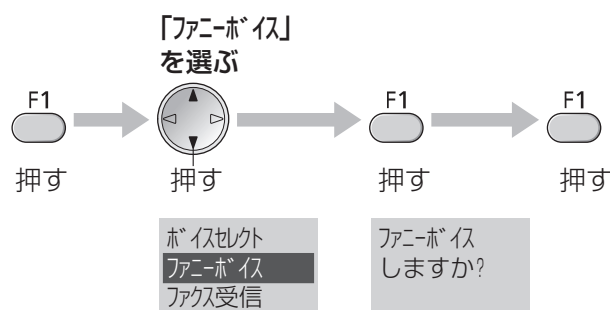 「ファニーボイス」
を選ぶ
F1
F1
F1
押す
押す
押す
押す
ボイスセレクト
ファニーボイス
ファクス受信
ファニーボイス
しますか?